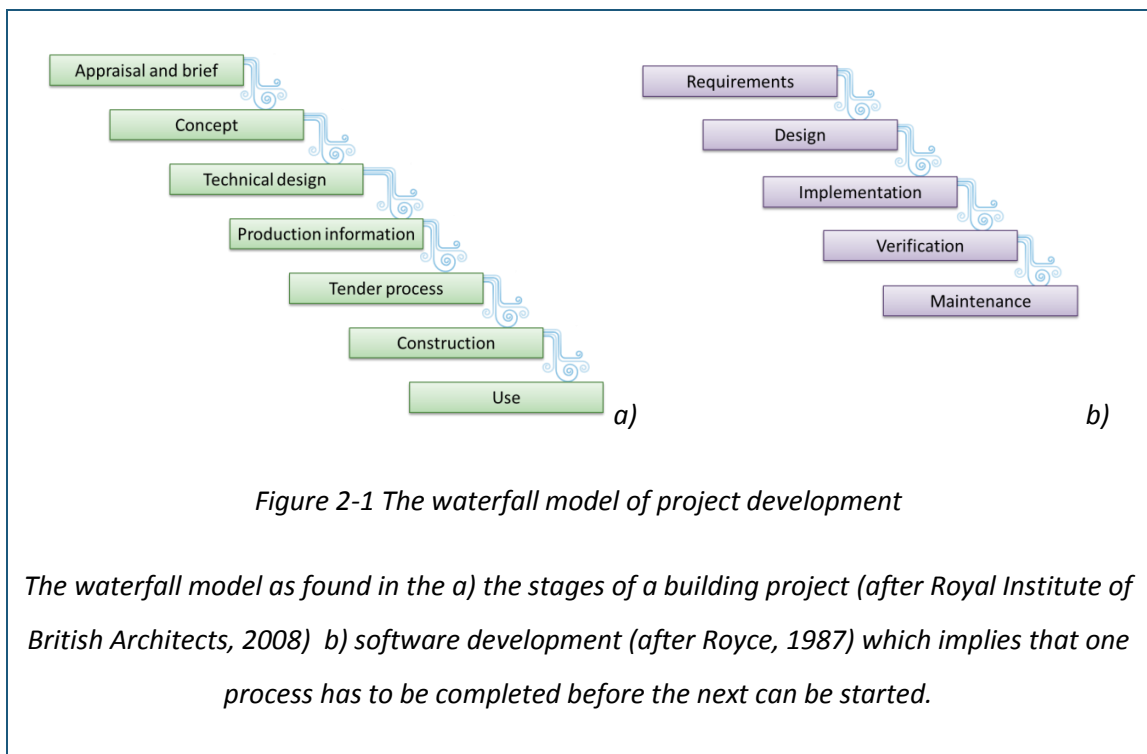 Appraisal and brief
Concept
Technical design
Production information
Tender process
Construction
Use
a)
Requirements
Design
Implementation
Verification
Maintenance
b)
Figure 2-1 The waterfall model of project development
The waterfall model as found in the a) the stages of a building project (after Royal Institute of
British Architects, 2008)  b) software development (after Royce, 1987) which implies that one
process has to be completed before the next can be started.